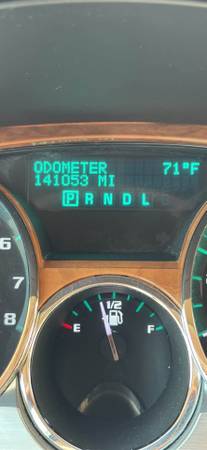 ODOMETER 71°F
141053 MI
P R N D L
6
7
8
1/2
E F